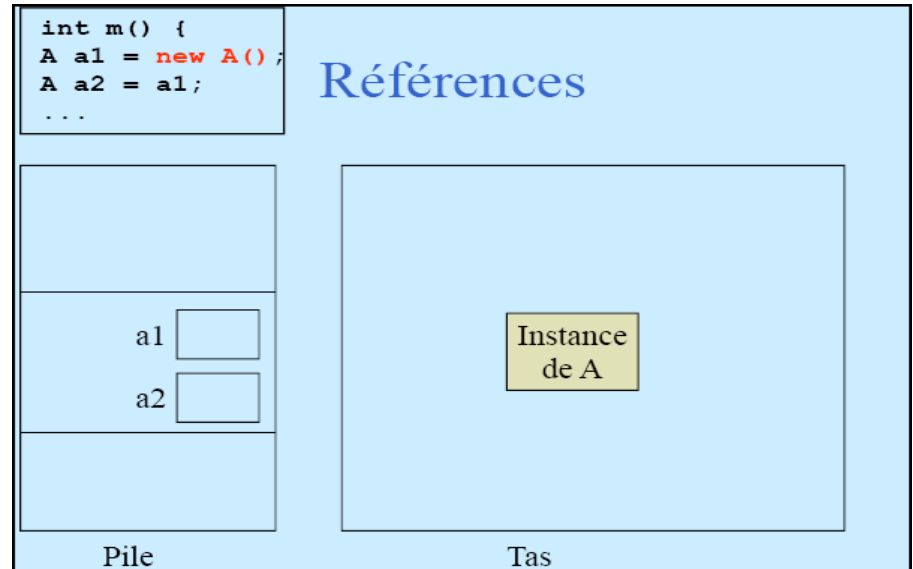 int m() {
A a1 = new A();
A a2 = a1;
...
Références
a1
a2
Instance
de A
Pile
Tas